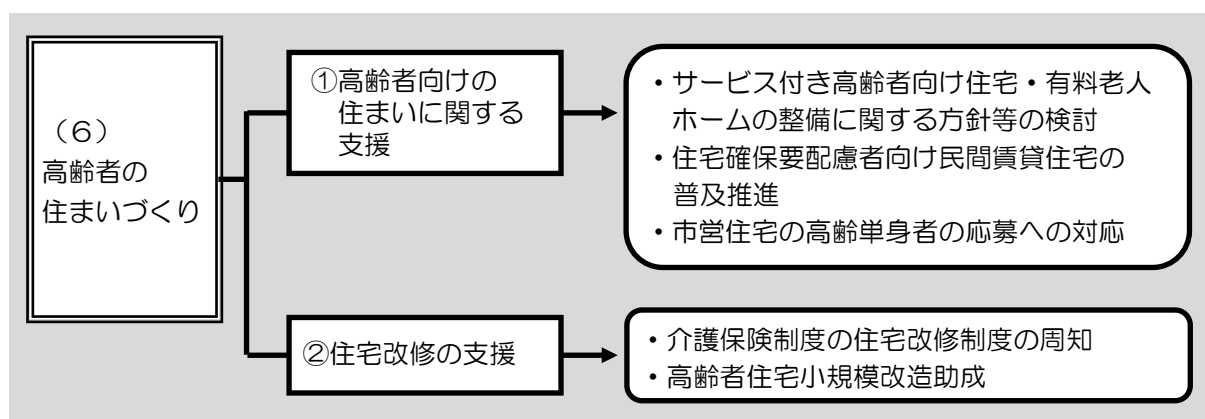 （６）
高齢者の
住まいづくり
①高齢者向けの
住まいに関する
支援
・サービス付き高齢者向け住宅・有料老人
ホームの整備に関する方針等の検討
・住宅確保要配慮者向け民間賃貸住宅の
普及推進
・市営住宅の高齢単身者の応募への対応
②住宅改修の支援
・介護保険制度の住宅改修制度の周知
・高齢者住宅小規模改造助成